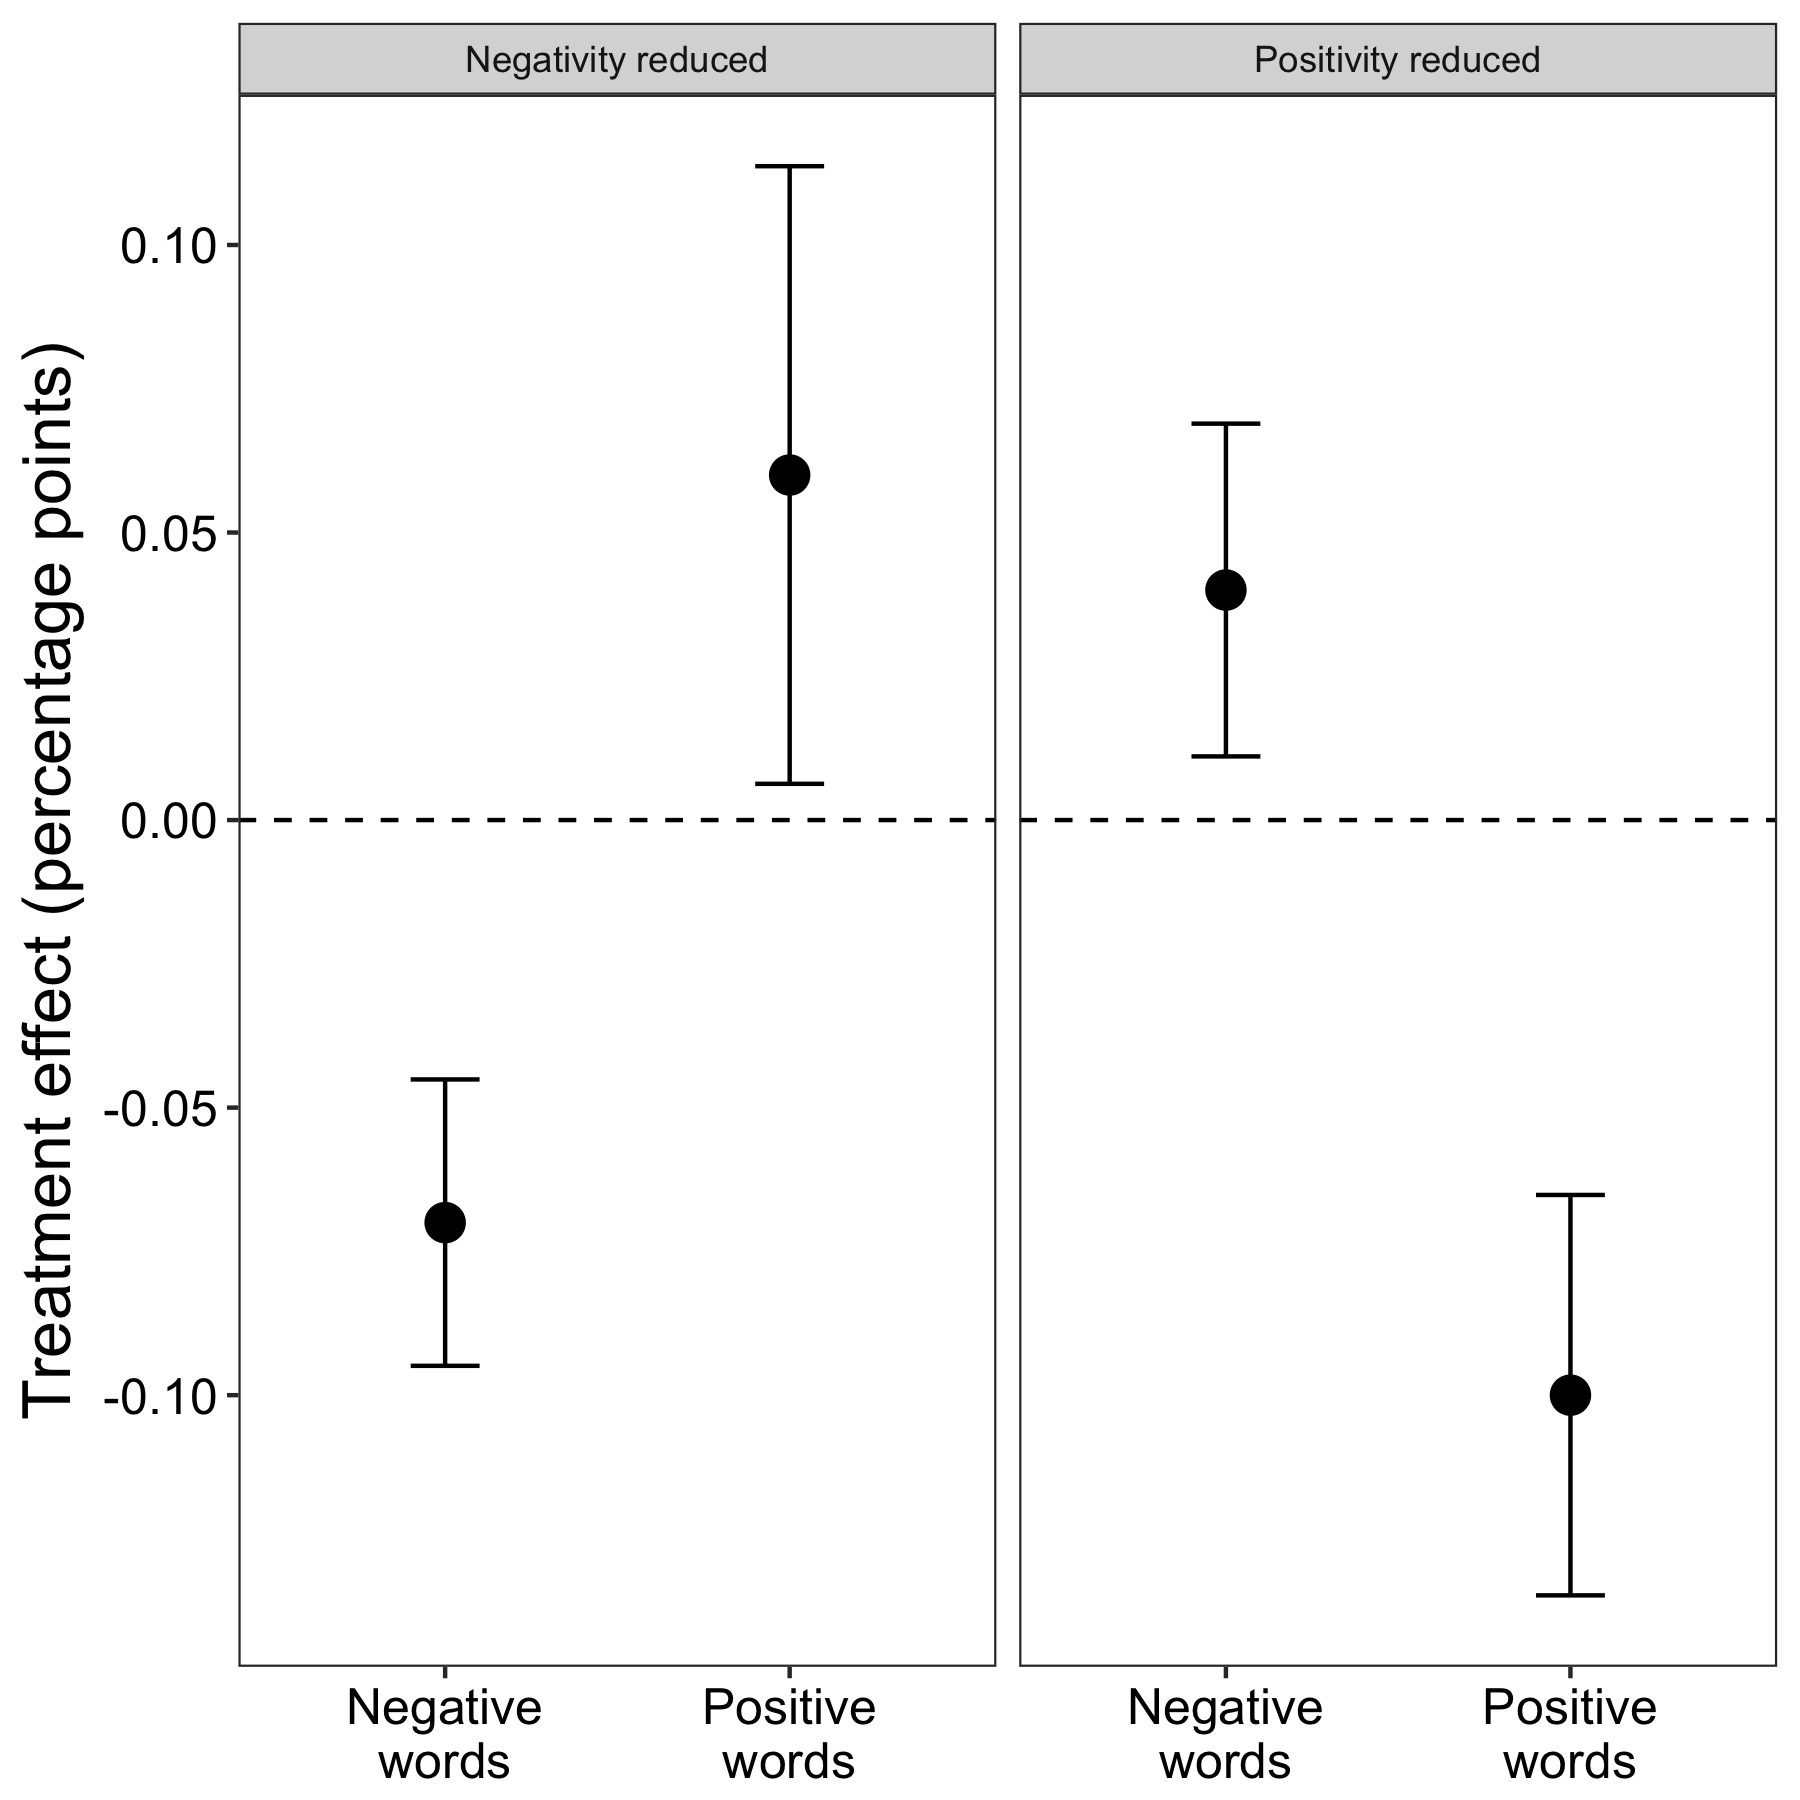 Negativity reduced
Positivity reduced
Treatment effect (percentage points)
0.10
0.05
0.00
-0.05
-0.10
Negative
words
Positive
words
Negative
words
Positive
words